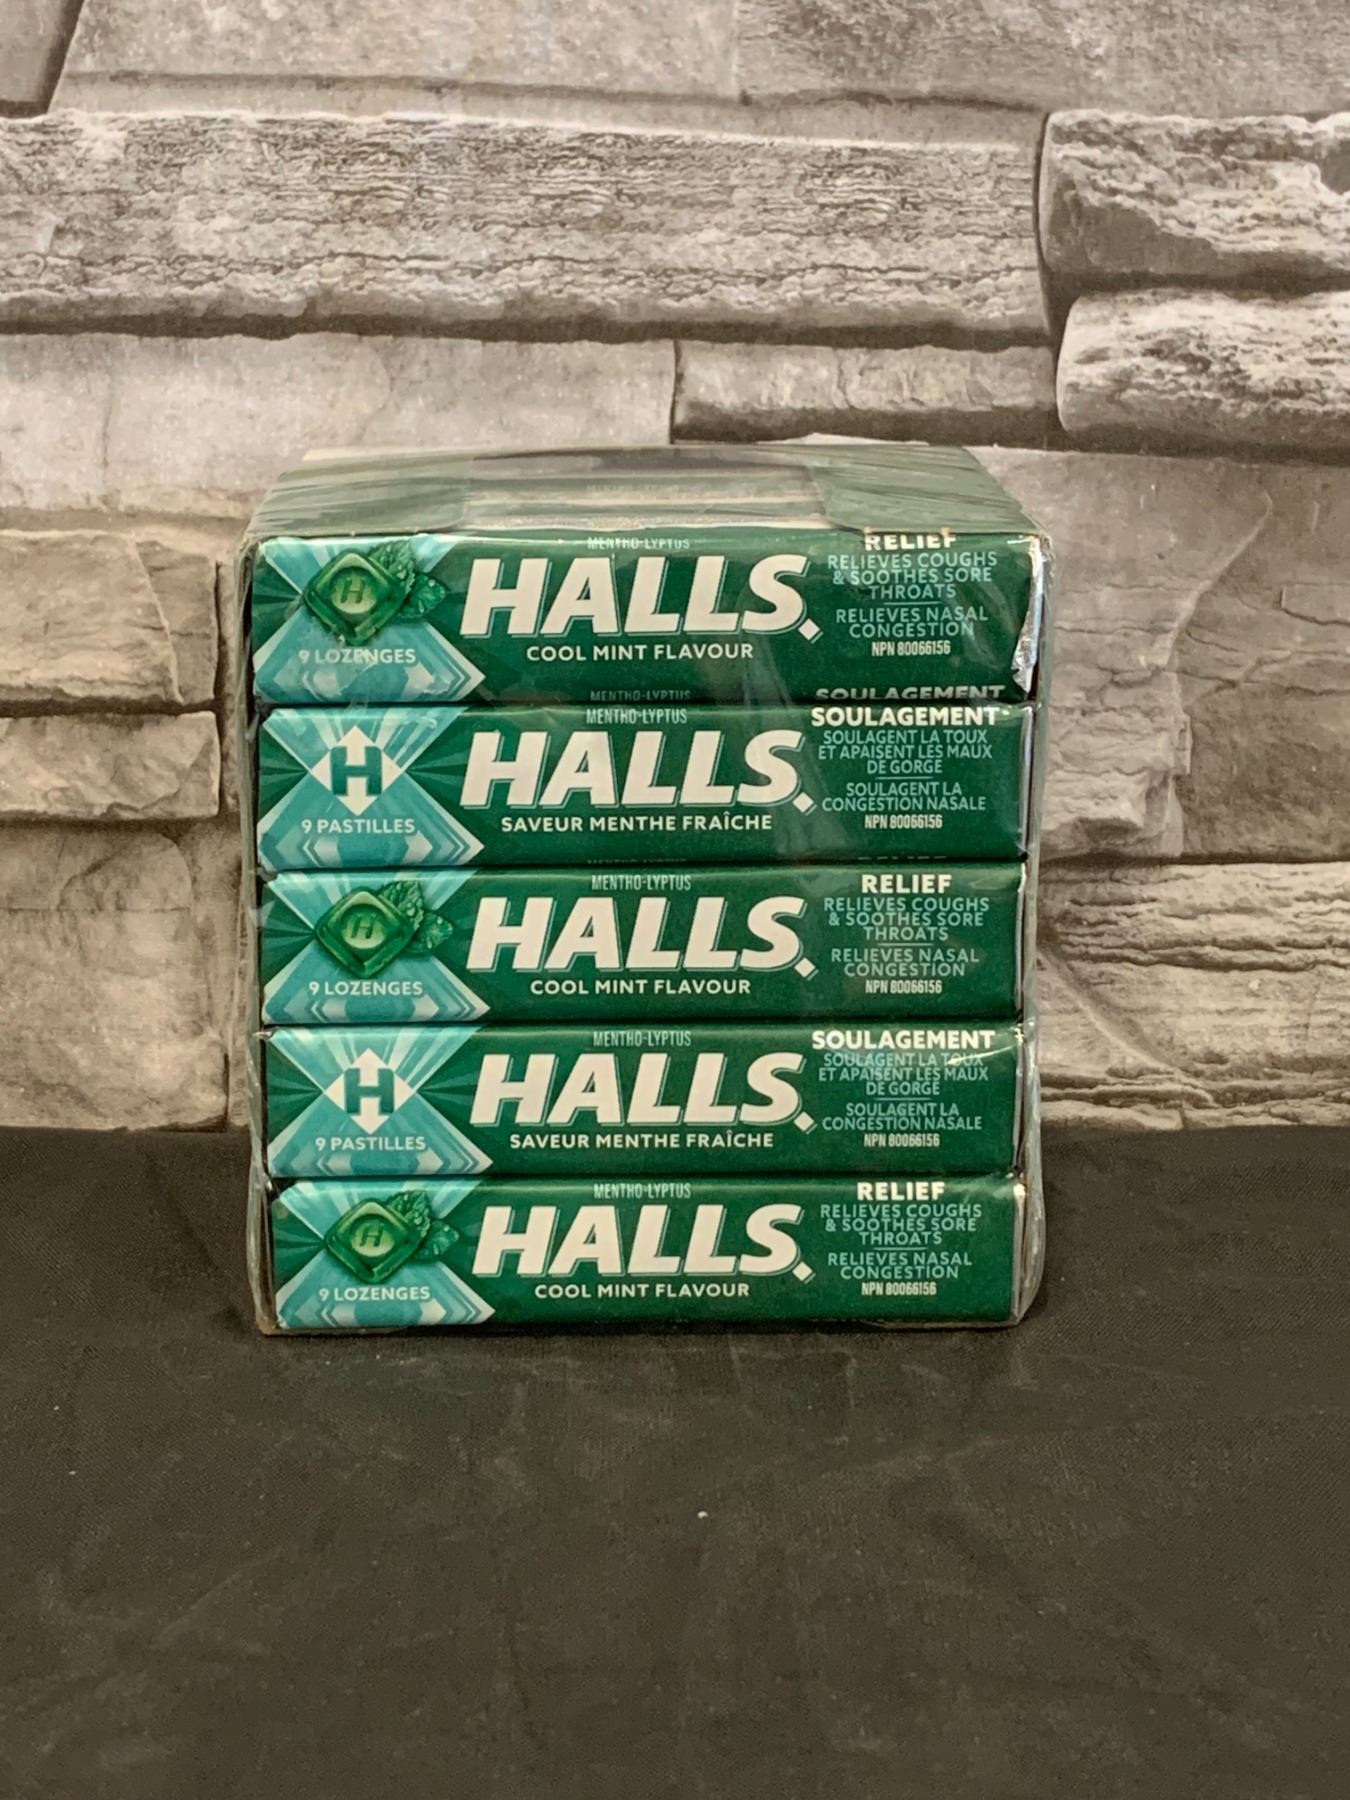 MENTHO-LYPTUS
HALLS.
COOL MINT FLAVOUR
H
9 LOZENGES
RELIEF
RELIEVES COUGHS
& SOOTHES SORE
THROATS
RELIEVES NASAL
CONGESTION
NPN 80066156
MENTHO-LYPTUS
SOULAGEMENT
MENTHO-LYPTUS
HALLS.
SAVEUR MENTHE FRAÎCHE
H
9 PASTILLES
SOULAGEMENT
SOULAGENT LA TOUX
ET APAISENT LES MAUX
DE GORGE
SOULAGENT LA
CONGESTION NASALE
NPN 80066156
MENTHO-LYPTUS
HALLS.
COOL MINT FLAVOUR
H
9 LOZENGES
RELIEF
RELIEVES COUGHS
& SOOTHES SORE
THROATS
RELIEVES NASAL
CONGESTION
NPN 80066156
MENTHO-LYPTUS
HALLS.
SAVEUR MENTHE FRAÎCHE
H
9 PASTILLES
SOULAGEMENT
SOULAGENT LA TOUX
ET APAISENT LES MAUX
DE GORGE
SOULAGENT LA
CONGESTION NASALE
NPN 80066156
MENTHO-LYPTUS
HALLS.
COOL MINT FLAVOUR
H
9 LOZENGES
RELIEF
RELIEVES COUGHS
& SOOTHES SORE
THROATS
RELIEVES NASAL
CONGESTION
NPN 80066156